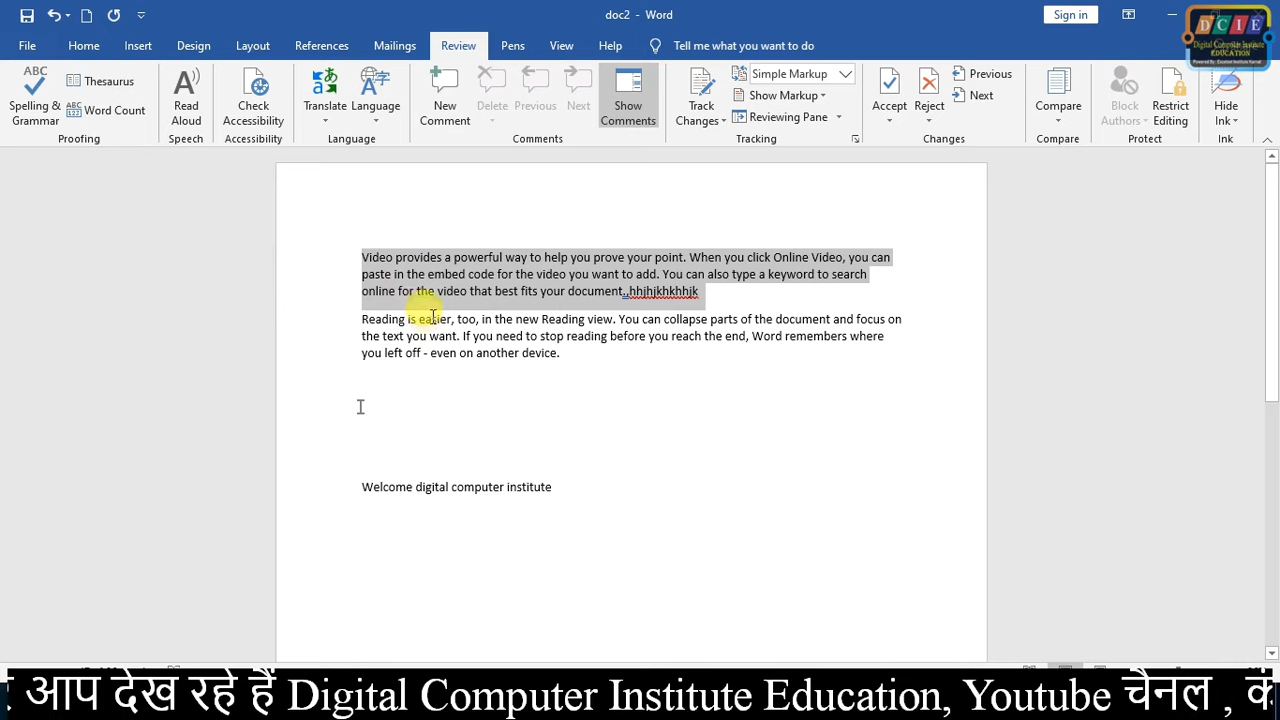 doc2 - Word
Sign in
DCIE
Digital Computer Institute
EDUCATION
File Home Insert Design Layout References Mailings Review Pens View Help Tell me what you want to do
Spelling & Grammar
Thesaurus
Word Count
Proofing
Read Aloud
Speech
Check Accessibility
Accessibility
Translate
Language
Language
New Comment
Delete
Previous
Next
Show Comments
Comments
Track Changes
Simple Markup
Show Markup
Reviewing Pane
Tracking
Accept
Reject
Previous
Next
Changes
Compare
Compare
Block Authors
Restrict Editing
Protect
Hide Ink
Ink
Video provides a powerful way to help you prove your point. When you click Online Video, you can
paste in the embed code for the video you want to add. You can also type a keyword to search
online for the video that best fits your document..hhjhjkhkhhjk
Reading is easier, too, in the new Reading view. You can collapse parts of the document and focus on
the text you want. If you need to stop reading before you reach the end, Word remembers where
you left off - even on another device.
Welcome digital computer institute
आप देख रहे हैं Digital Computer Institute Education, Youtube चैनल , कं